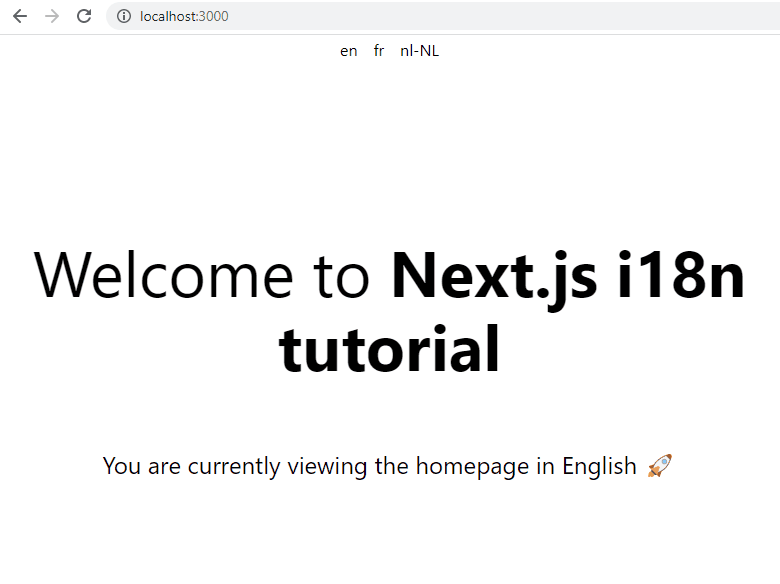 localhost:3000
en fr nl-NL
Welcome to Next.js i18n
tutorial
You are currently viewing the homepage in English 🚀